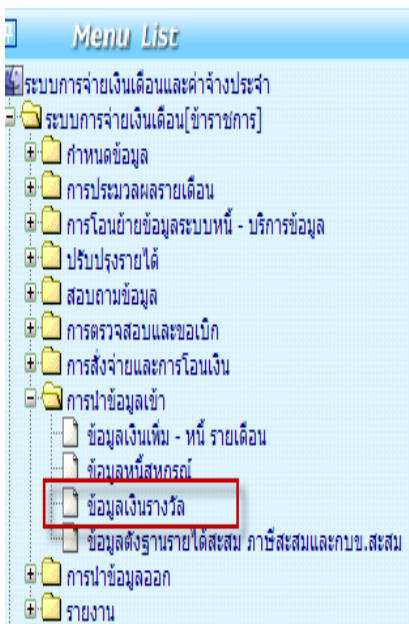 Menu List
ระบบการจ่ายเงินเดือนและค่าจ้างประจำ
ระบบการจ่ายเงินเดือน[ข้าราชการ]
กำหนดข้อมูล
การประมวลผลรายเดือน
การโอนย้ายข้อมูลระบบหนี้ - บริการข้อมูล
ปรับปรุงรายได้
สอบถามข้อมูล
การตรวจสอบและขอเบิก
การสั่งจ่ายและการโอนเงิน
การนำข้อมูลเข้า
ข้อมูลเงินเพิ่ม - หนี้ รายเดือน
ข้อมูลหนี้สหกรณ์
ข้อมูลเงินรางวัล
ข้อมูลตั้งฐานรายได้สะสม ภาษีสะสมและกบข.สะสม
การนำข้อมูลออก
รายงาน